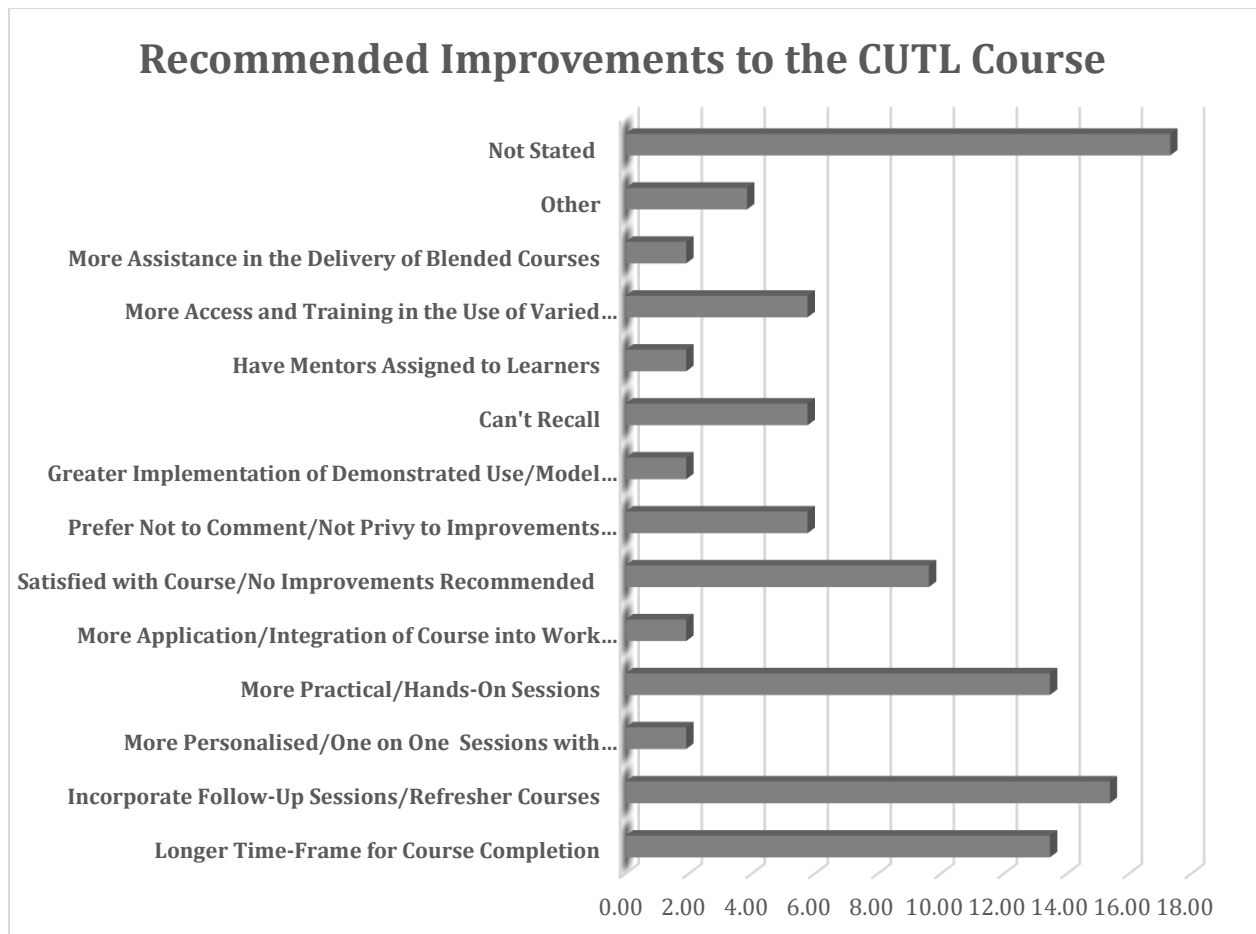 Recommended Improvements to the CUTL Course
Not Stated
Other
More Assistance in the Delivery of Blended Courses
More Access and Training in the Use of Varied…
Have Mentors Assigned to Learners
Can't Recall
Greater Implementation of Demonstrated Use/Model…
Prefer Not to Comment/Not Privy to Improvements…
Satisfied with Course/No Improvements Recommended
More Application/Integration of Course into Work…
More Practical/Hands-On Sessions
More Personalised/One on One Sessions with…
Incorporate Follow-Up Sessions/Refresher Courses
Longer Time-Frame for Course Completion
0.00 2.00 4.00 6.00 8.00 10.00 12.00 14.00 16.00 18.00